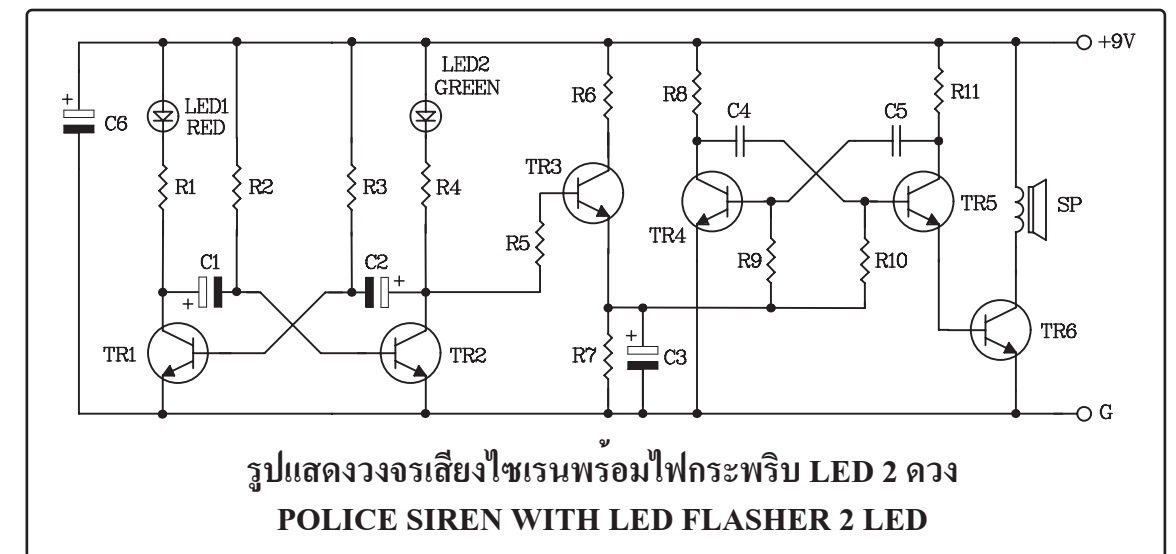 +9V
LED2
GREEN
R6
R8
C4
C5
R11
+
C6
LED1
RED
TR3
R1
R2
R3
R4
TR4
TR5
SP
R5
R9
R10
C1
C2
+
+
TR1
TR2
R7
+
C3
TR6
G
รูปแสดงวงจรเสียงไซเรนพร้อมไฟกระพริบ LED 2 ดวง
POLICE SIREN WITH LED FLASHER 2 LED